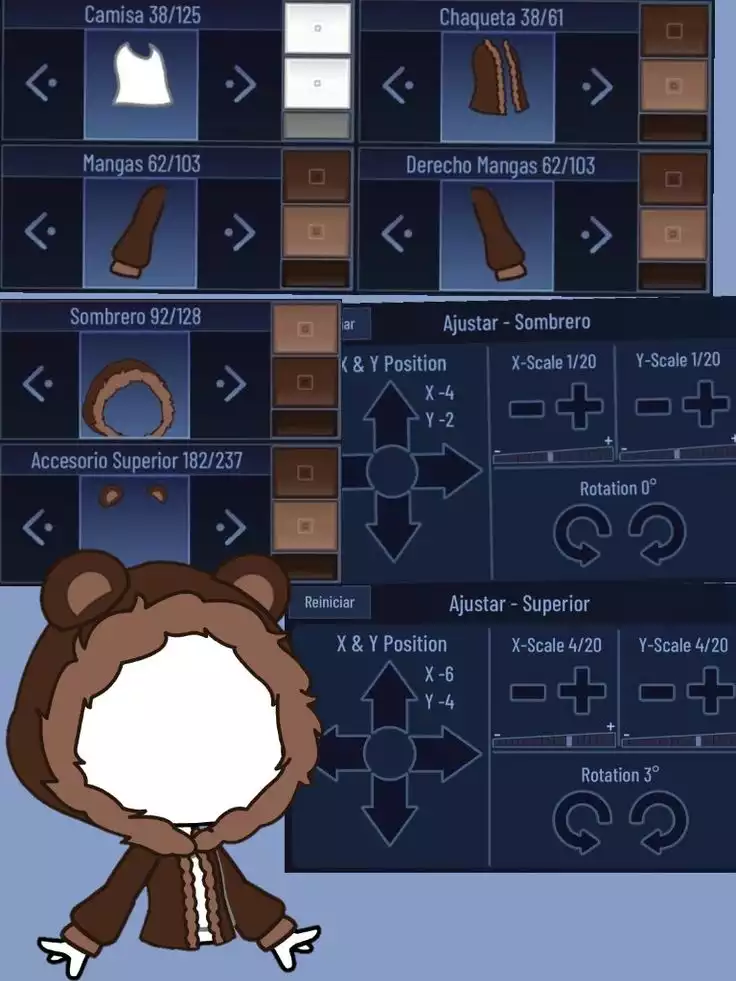 Camisa 38/125
Chaqueta 38/61
Mangas 62/103
Derecho Mangas 62/103
Sombrero 92/128
iar
Ajustar - Sombrero
X & Y Position
X -4
Y -2
X-Scale 1/20
Y-Scale 1/20
- +
- +
Rotation 0°
Accesorio Superior 182/237
Reiniciar
Ajustar - Superior
X & Y Position
X -6
Y -4
X-Scale 4/20
Y-Scale 4/20
- +
-
Rotation 3°